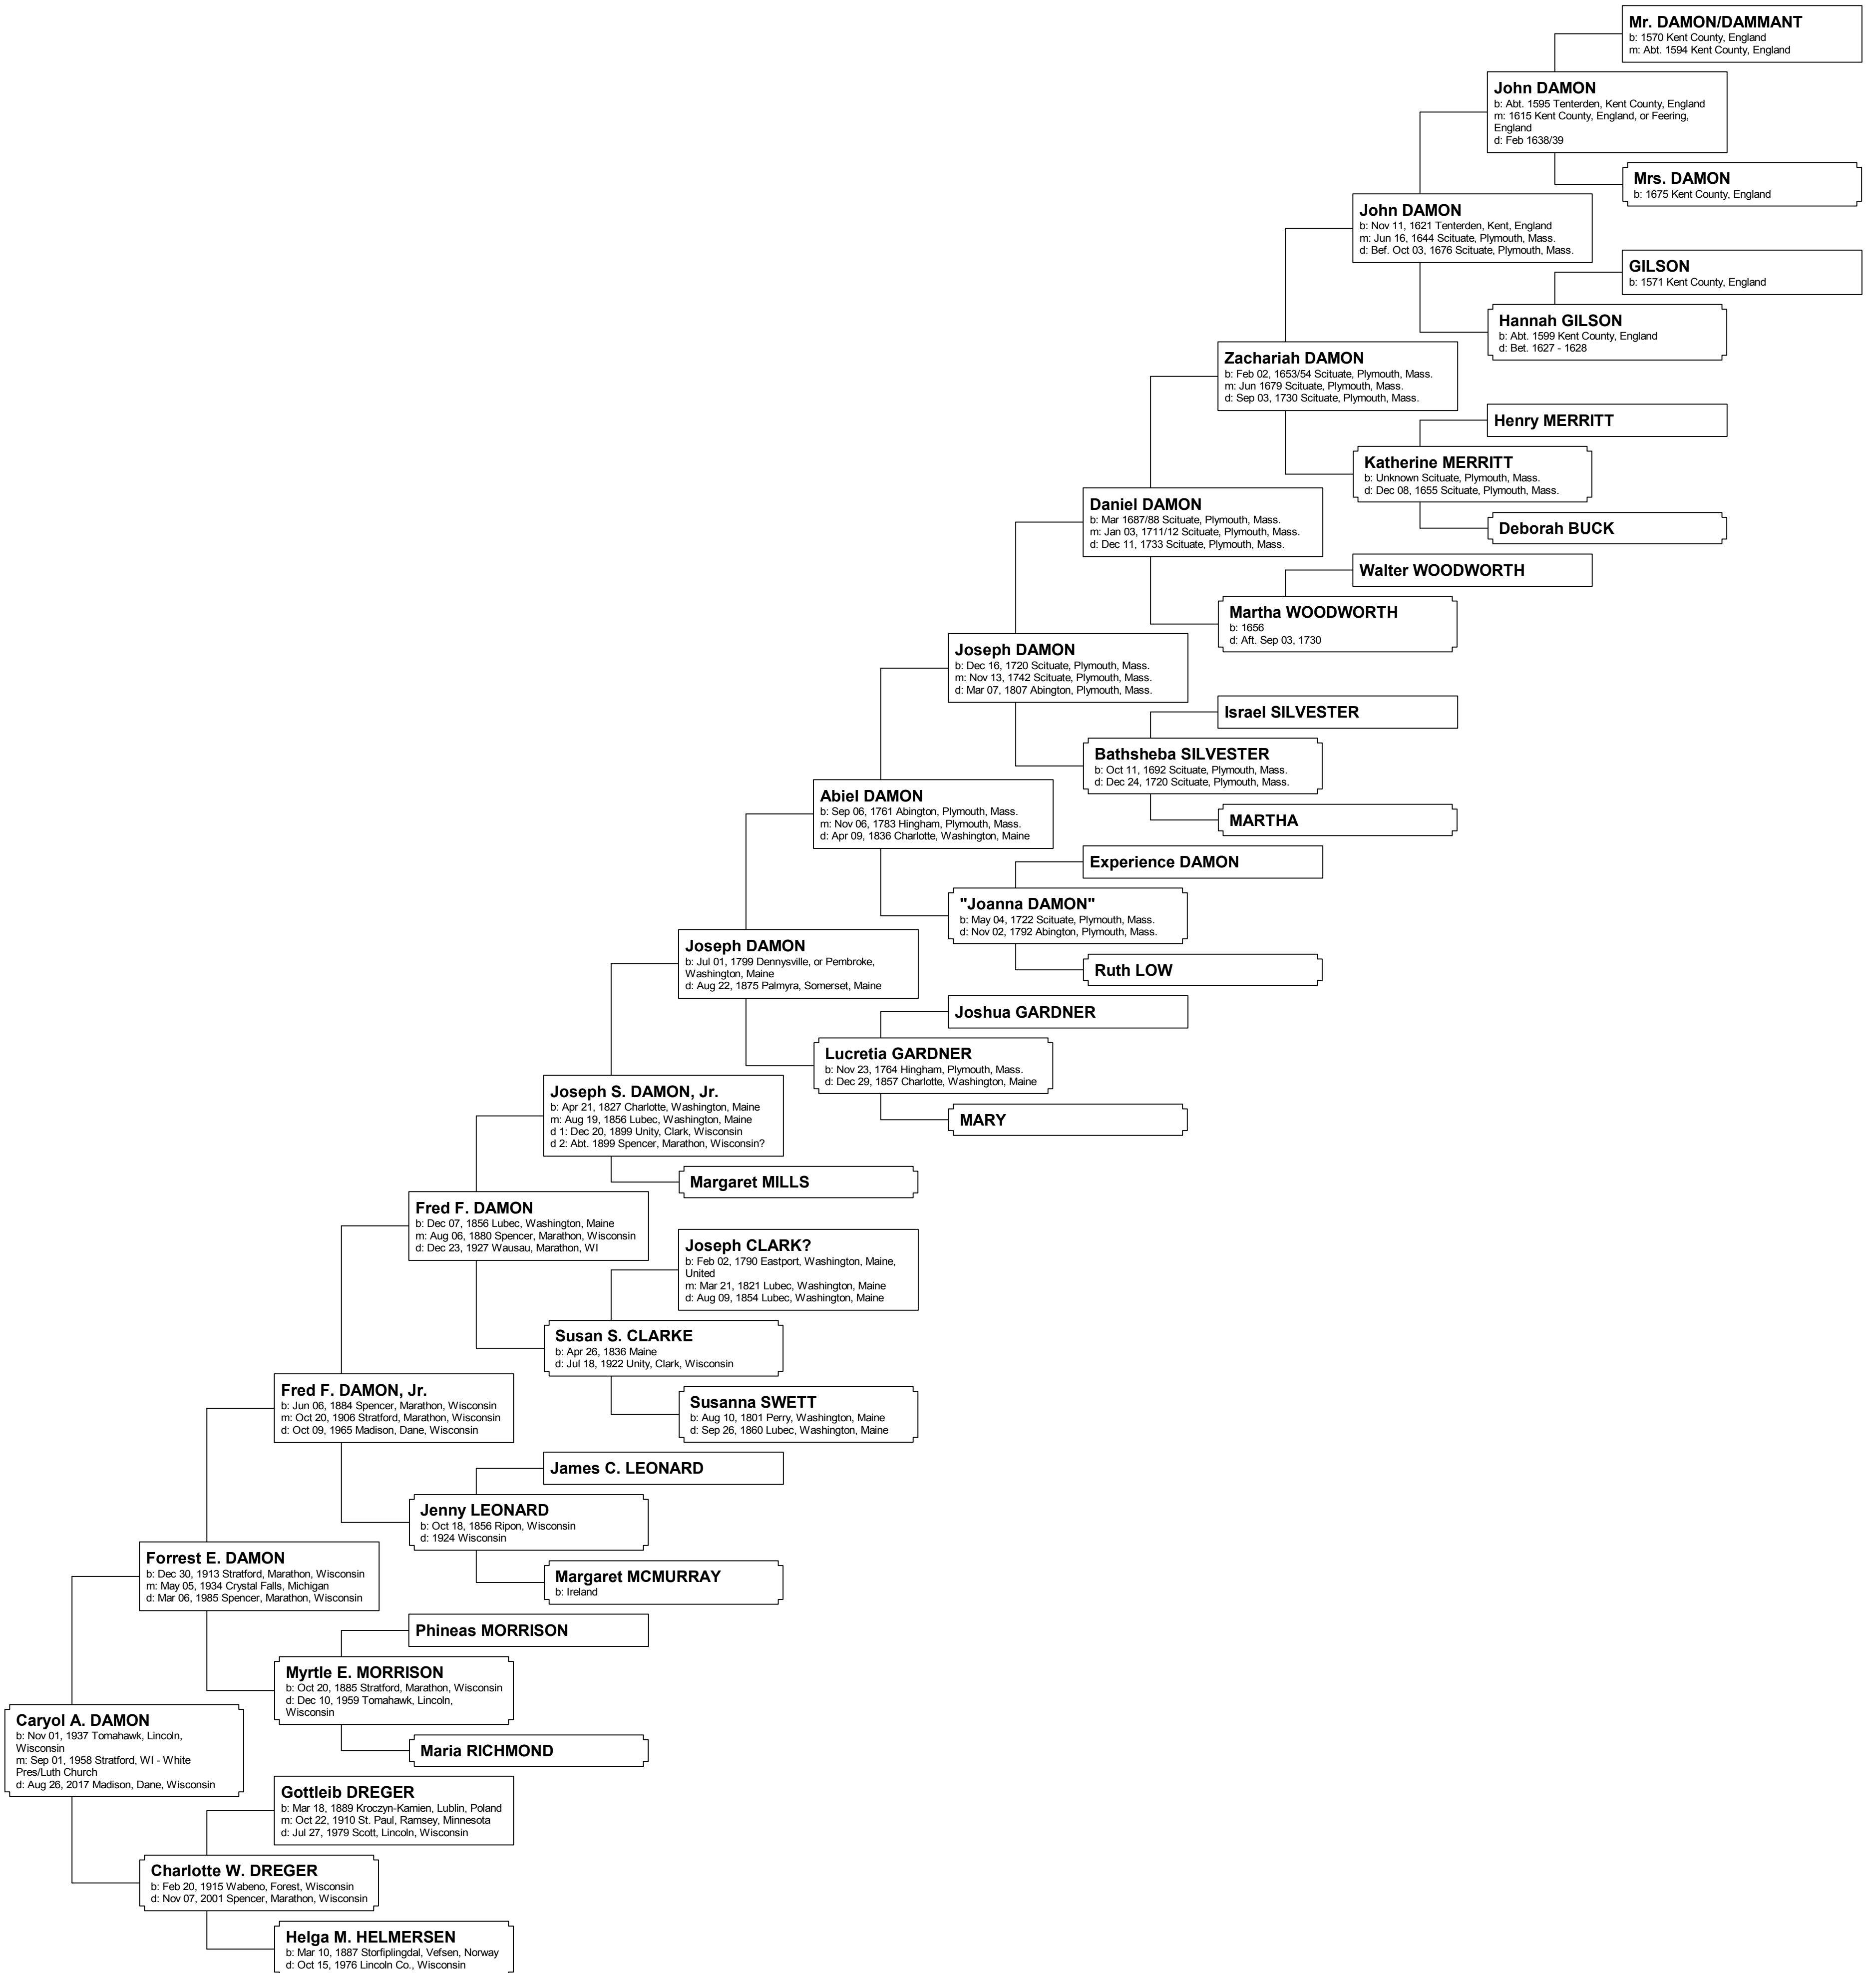 Mr. DAMON/DAMMANT
b: 1570 Kent County, England
m: Abt. 1594 Kent County, England
John DAMON
b: Abt. 1595 Tenterden, Kent County, England
m: 1615 Kent County, England, or Feering,
England
d: Feb 1638/39
Mrs. DAMON
b: 1675 Kent County, England
John DAMON
b: Nov 11, 1621 Tenterden, Kent, England
m: Jun 16, 1644 Scituate, Plymouth, Mass.
d: Bef. Oct 03, 1676 Scituate, Plymouth, Mass.
GILSON
b: 1571 Kent County, England
Hannah GILSON
b: Abt. 1599 Kent County, England
d: Bet. 1627 - 1628
Zachariah DAMON
b: Feb 02, 1653/54 Scituate, Plymouth, Mass.
m: Jun 1679 Scituate, Plymouth, Mass.
d: Sep 03, 1730 Scituate, Plymouth, Mass.
Henry MERRITT
Katherine MERRITT
b: Unknown Scituate, Plymouth, Mass.
d: Dec 08, 1655 Scituate, Plymouth, Mass.
Daniel DAMON
b: Mar 1687/88 Scituate, Plymouth, Mass.
m: Jan 03, 1711/12 Scituate, Plymouth, Mass.
d: Dec 11, 1733 Scituate, Plymouth, Mass.
Deborah BUCK
Walter WOODWORTH
Martha WOODWORTH
b: 1656
d: Aft. Sep 03, 1730
Joseph DAMON
b: Dec 16, 1720 Scituate, Plymouth, Mass.
m: Nov 13, 1742 Scituate, Plymouth, Mass.
d: Mar 07, 1807 Abington, Plymouth, Mass.
Israel SILVESTER
Bathsheba SILVESTER
b: Oct 11, 1692 Scituate, Plymouth, Mass.
d: Dec 24, 1720 Scituate, Plymouth, Mass.
Abiel DAMON
b: Sep 06, 1761 Abington, Plymouth, Mass.
m: Nov 06, 1783 Hingham, Plymouth, Mass.
d: Apr 09, 1836 Charlotte, Washington, Maine
MARTHA
Experience DAMON
"Joanna DAMON"
b: May 04, 1722 Scituate, Plymouth, Mass.
d: Nov 02, 1792 Abington, Plymouth, Mass.
Joseph DAMON
b: Jul 01, 1799 Dennysville, or Pembroke,
Washington, Maine
d: Aug 22, 1875 Palmyra, Somerset, Maine
Ruth LOW
Joshua GARDNER
Lucretia GARDNER
b: Nov 23, 1764 Hingham, Plymouth, Mass.
d: Dec 29, 1857 Charlotte, Washington, Maine
Joseph S. DAMON, Jr.
b: Apr 21, 1827 Charlotte, Washington, Maine
m: Aug 19, 1856 Lubec, Washington, Maine
d 1: Dec 20, 1899 Unity, Clark, Wisconsin
d 2: Abt. 1899 Spencer, Marathon, Wisconsin?
MARY
Margaret MILLS
Fred F. DAMON
b: Dec 07, 1856 Lubec, Washington, Maine
m: Aug 06, 1880 Spencer, Marathon, Wisconsin
d: Dec 23, 1927 Wausau, Marathon, WI
Joseph CLARK?
b: Feb 02, 1790 Eastport, Washington, Maine,
United
m: Mar 21, 1821 Lubec, Washington, Maine
d: Aug 09, 1854 Lubec, Washington, Maine
Susan S. CLARKE
b: Apr 26, 1836 Maine
d: Jul 18, 1922 Unity, Clark, Wisconsin
Fred F. DAMON, Jr.
b: Jun 06, 1884 Spencer, Marathon, Wisconsin
m: Oct 20, 1906 Stratford, Marathon, Wisconsin
d: Oct 09, 1965 Madison, Dane, Wisconsin
Susanna SWETT
b: Aug 10, 1801 Perry, Washington, Maine
d: Sep 26, 1860 Lubec, Washington, Maine
James C. LEONARD
Jenny LEONARD
b: Oct 18, 1856 Ripon, Wisconsin
d: 1924 Wisconsin
Forrest E. DAMON
b: Dec 30, 1913 Stratford, Marathon, Wisconsin
m: May 05, 1934 Crystal Falls, Michigan
d: Mar 06, 1985 Spencer, Marathon, Wisconsin
Margaret MCMURRAY
b: Ireland
Phineas MORRISON
Myrtle E. MORRISON
b: Oct 20, 1885 Stratford, Marathon, Wisconsin
d: Dec 10, 1959 Tomahawk, Lincoln,
Wisconsin
Caryol A. DAMON
b: Nov 01, 1937 Tomahawk, Lincoln,
Wisconsin
m: Sep 01, 1958 Stratford, WI - White
Pres/Luth Church
d: Aug 26, 2017 Madison, Dane, Wisconsin
Maria RICHMOND
Gottleib DREGER
b: Mar 18, 1889 Kroczyn-Kamien, Lublin, Poland
m: Oct 22, 1910 St. Paul, Ramsey, Minnesota
d: Jul 27, 1979 Scott, Lincoln, Wisconsin
Charlotte W. DREGER
b: Feb 20, 1915 Wabeno, Forest, Wisconsin
d: Nov 07, 2001 Spencer, Marathon, Wisconsin
Helga M. HELMERSEN
b: Mar 10, 1887 Storfiplingdal, Vefsen, Norway
d: Oct 15, 1976 Lincoln Co., Wisconsin